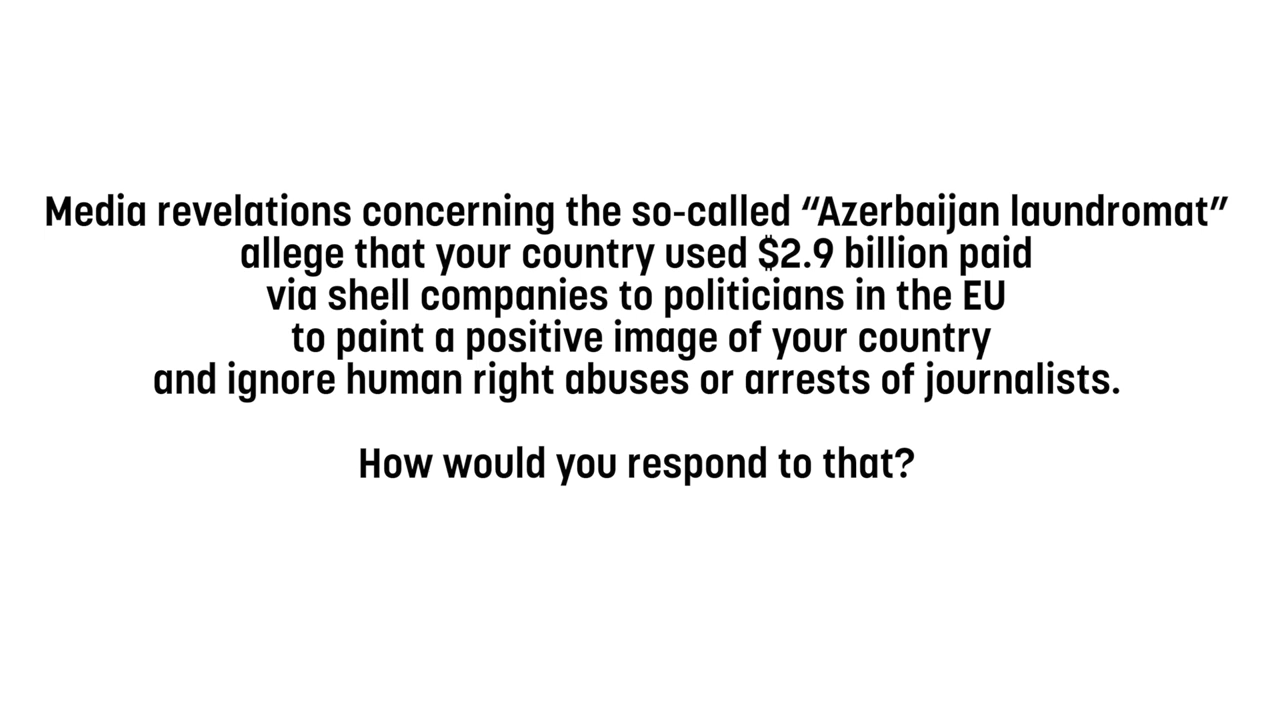 Media revelations concerning the so-called “Azerbaijan laundromat”
allege that your country used $2.9 billion paid
via shell companies to politicians in the EU
to paint a positive image of your country
and ignore human right abuses or arrests of journalists.
How would you respond to that?